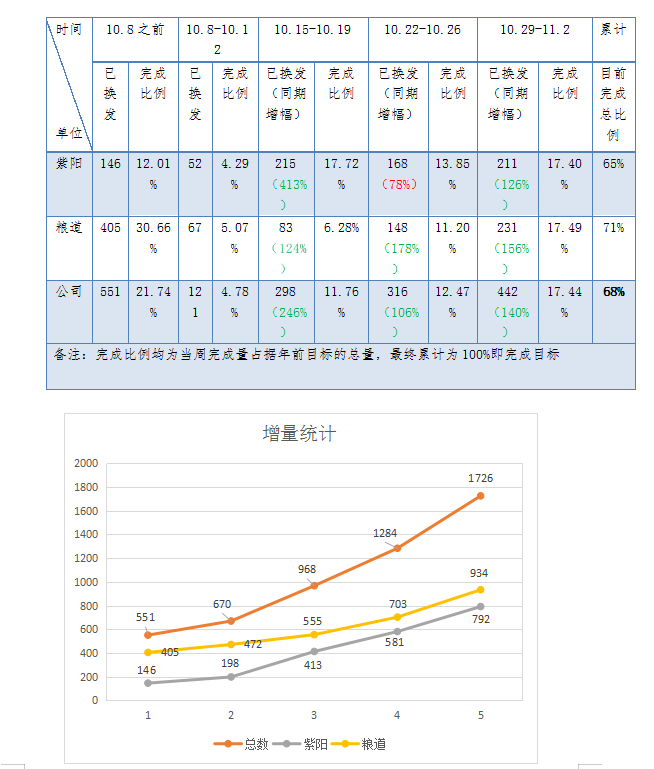 时间 10.8之前 10.8-10.12 10.15-10.19 10.22-10.26 10.29-11.2 累计
单位 已换发 完成比例 已换发 完成比例 已换发（同期增幅） 完成比例 已换发（同期增幅） 完成比例 已换发（同期增幅） 完成比例 目前完成总比例
紫阳 146 12.01% 52 4.29% 215（413%） 17.72% 168（78%） 13.85% 211（126%） 17.40% 65%
粮道 405 30.66% 67 5.07% 83（124%） 6.28% 148（178%） 11.20% 231（156%） 17.49% 71%
公司 551 21.74% 121 4.78% 298（246%） 11.76% 316（106%） 12.47% 442（140%） 17.44% 68%
备注：完成比例均为当周完成量占据年前目标的总量，最终累计为100%即完成目标
增量统计
2000
1800
1600
1400
1200
1000
800
600
400
200
0
551 670 968 1284 1726
405 472 555 703 934
146 198 413 581 792
1 2 3 4 5
总数 紫阳 粮道